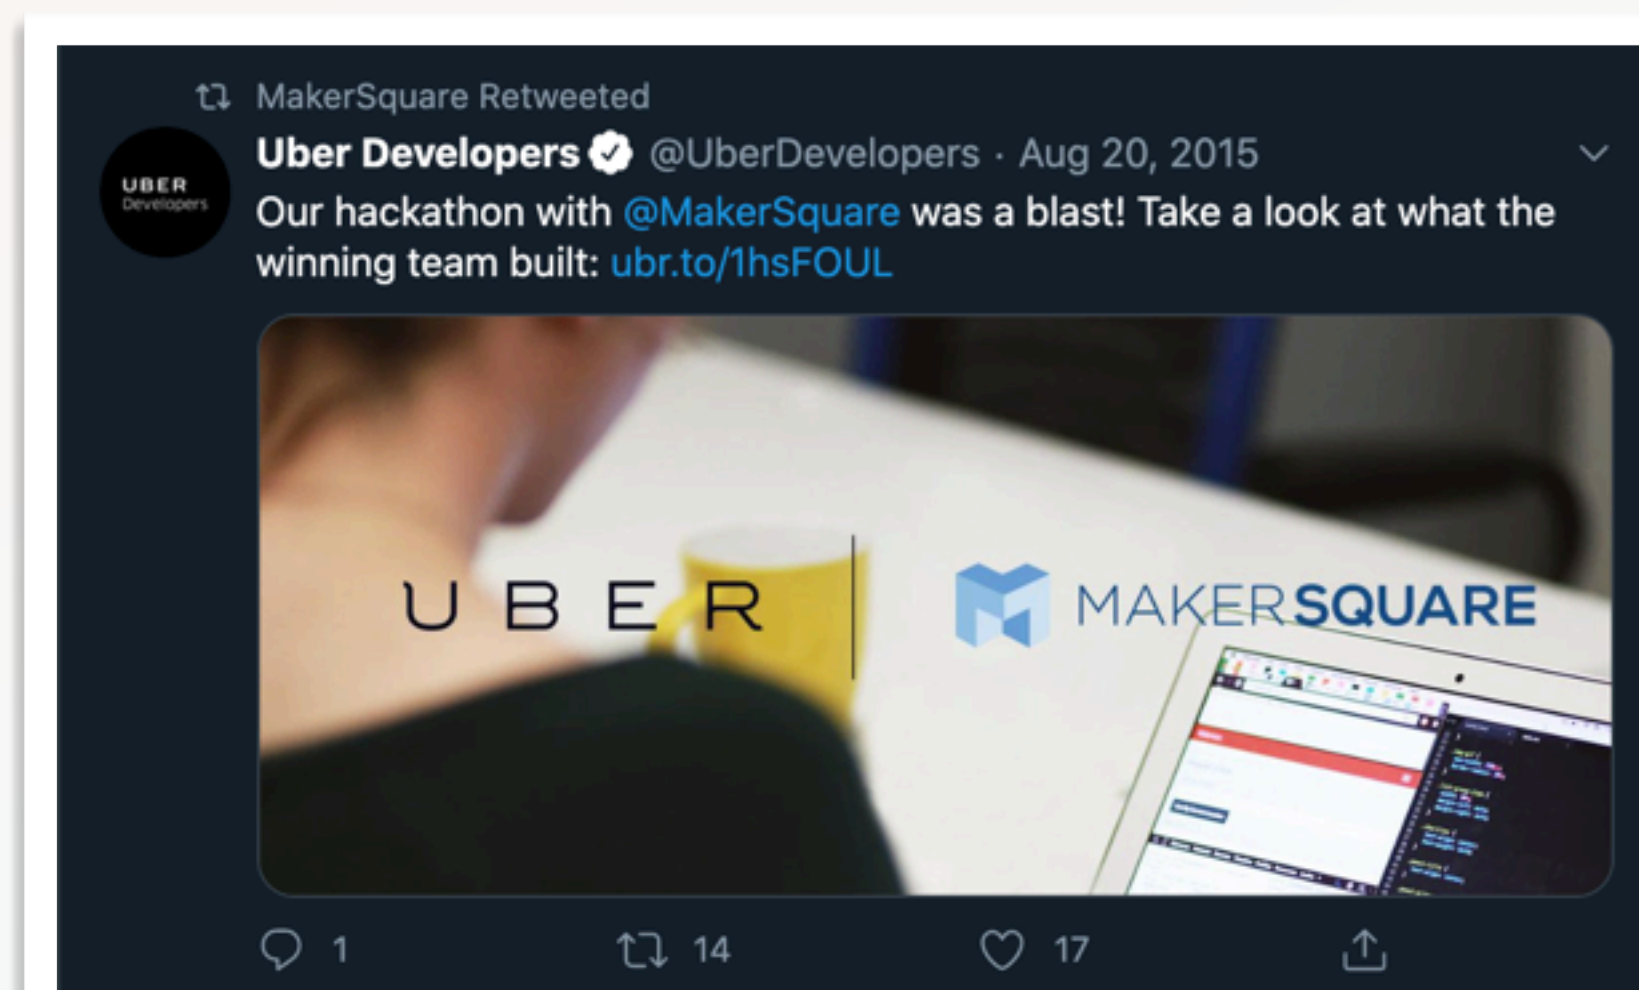 MakerSquare Retweeted
Uber Developers @UberDevelopers · Aug 20, 2015
UBER
Developers
Our hackathon with @MakerSquare was a blast! Take a look at what the
winning team built: ubr.to/1hsFOUL
UBER
MAKERSQUARE
1 14 17